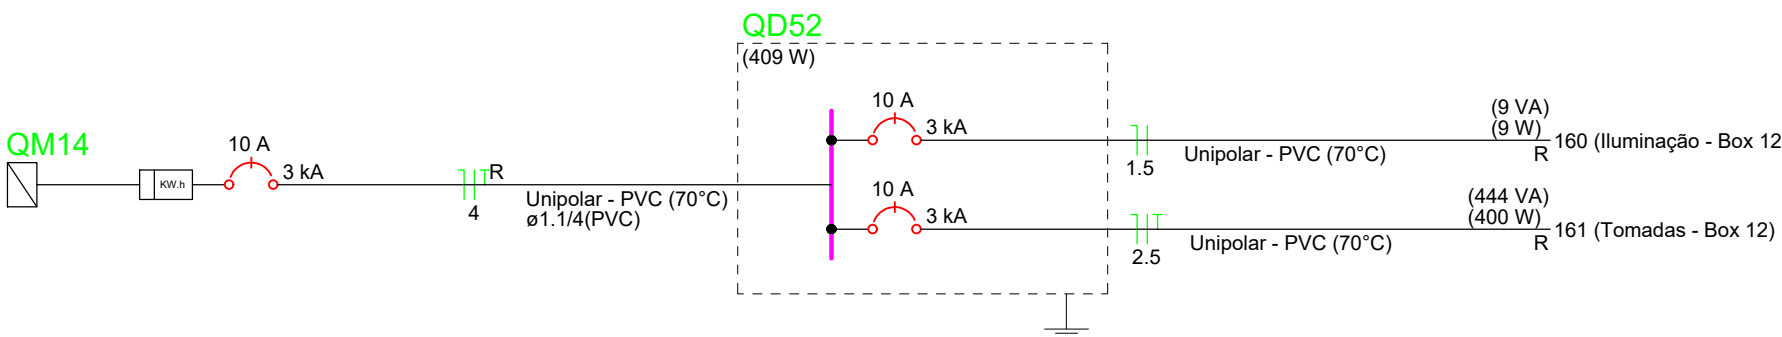 QD52
(409 W)
QM14
KW.h
10 A
3 kA
R
4
Unipolar - PVC (70°C)
ø1.1/4(PVC)
10 A
3 kA
1.5
Unipolar - PVC (70°C)
(9 VA)
(9 W)
R
160 (Iluminação - Box 12
10 A
3 kA
2.5
Unipolar - PVC (70°C)
(444 VA)
(400 W)
R
161 (Tomadas - Box 12)